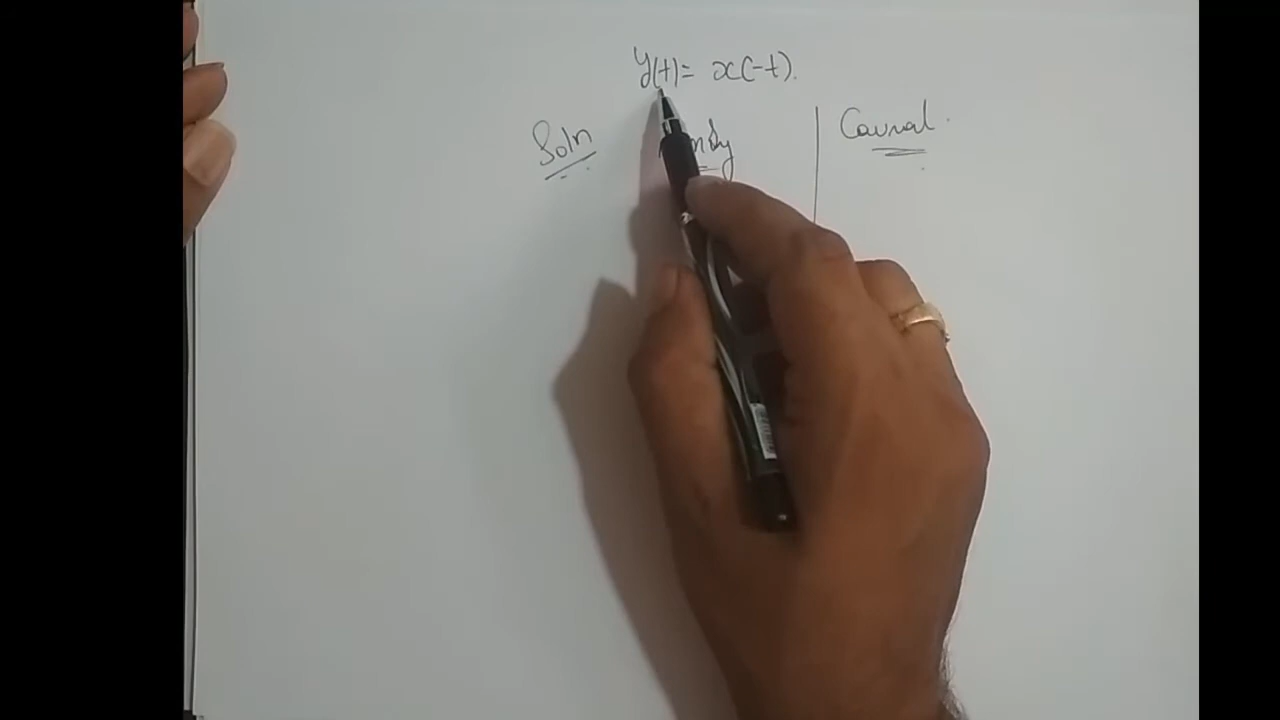 y(t) = x(-t).
Soln
Causal.